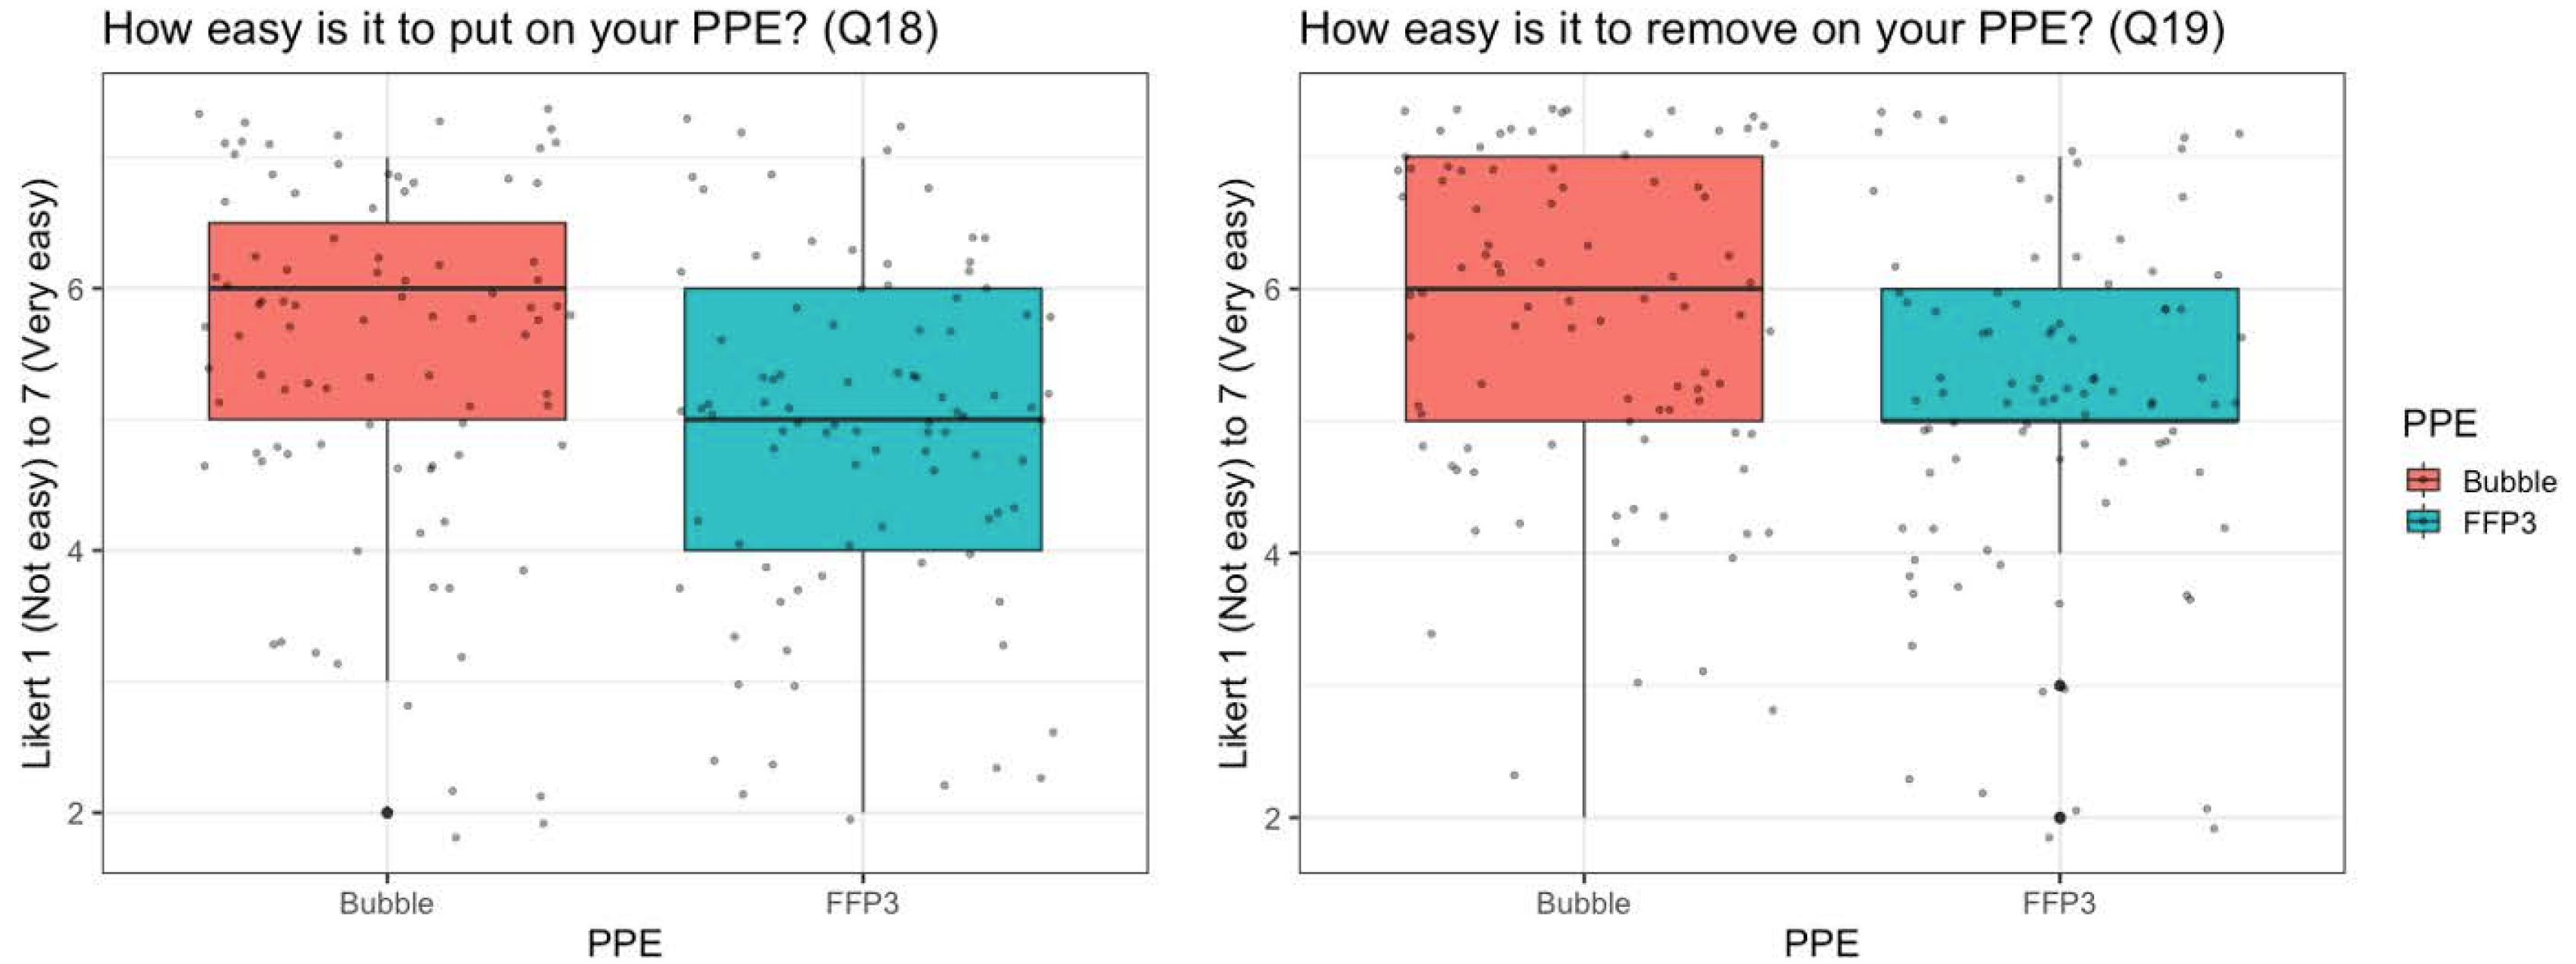 How easy is it to put on your PPE? (Q18)
Likert 1 (Not easy) to 7 (Very easy)
6
4
2
Bubble
FFP3
PPE
How easy is it to remove on your PPE? (Q19)
Likert 1 (Not easy) to 7 (Very easy)
6
4
2
Bubble
FFP3
PPE
PPE
Bubble
FFP3